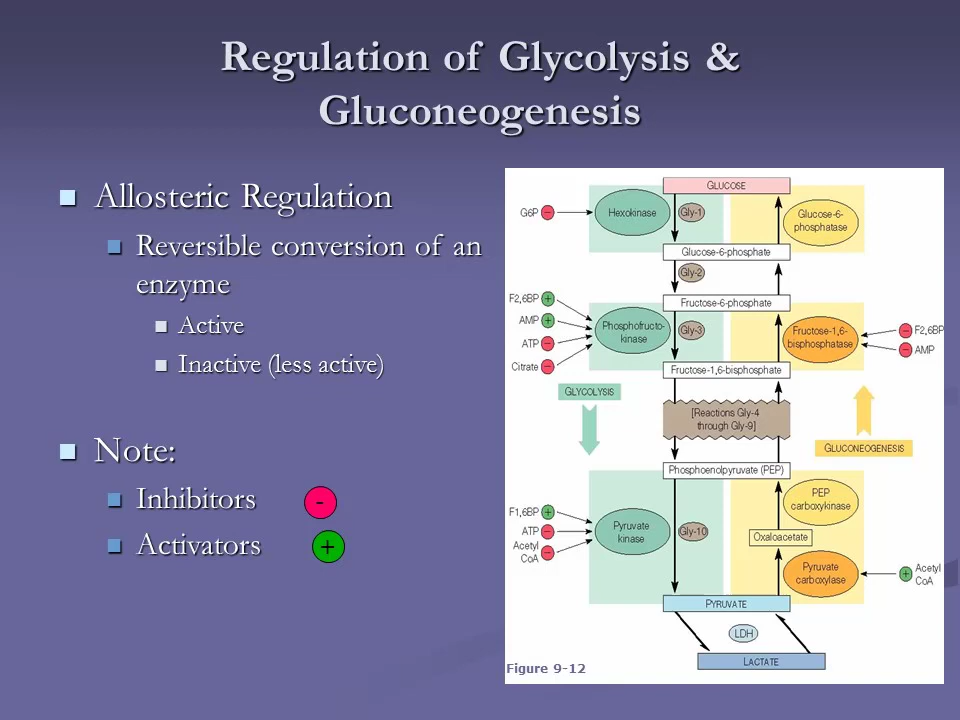 Regulation of Glycolysis &
Gluconeogenesis
Allosteric Regulation
Reversible conversion of an
enzyme
Active
Inactive (less active)
Note:
Inhibitors -
Activators +
GLUCOSE
G6P -
Hexokinase
Gly-1
Glucose-6-
phosphatase
Glucose-6-phosphate
Gly-2
Fructose-6-phosphate
F2,6BP +
AMP +
ATP -
Citrate -
Phosphofructo-
kinase
Gly-3
Fructose-1,6-
bisphosphatase
- F2,6BP
- AMP
Fructose-1,6-bisphosphate
GLYCOLYSIS
[Reactions Gly-4
through Gly-9]
GLUCONEOGENESIS
Phosphoenolpyruvate (PEP)
F1,6BP +
ATP -
Acetyl
CoA -
Pyruvate
kinase
Gly-10
PEP
carboxykinase
Oxaloacetate
Pyruvate
carboxylase
+ Acetyl
CoA
PYRUVATE
LDH
LACTATE
Figure 9-12